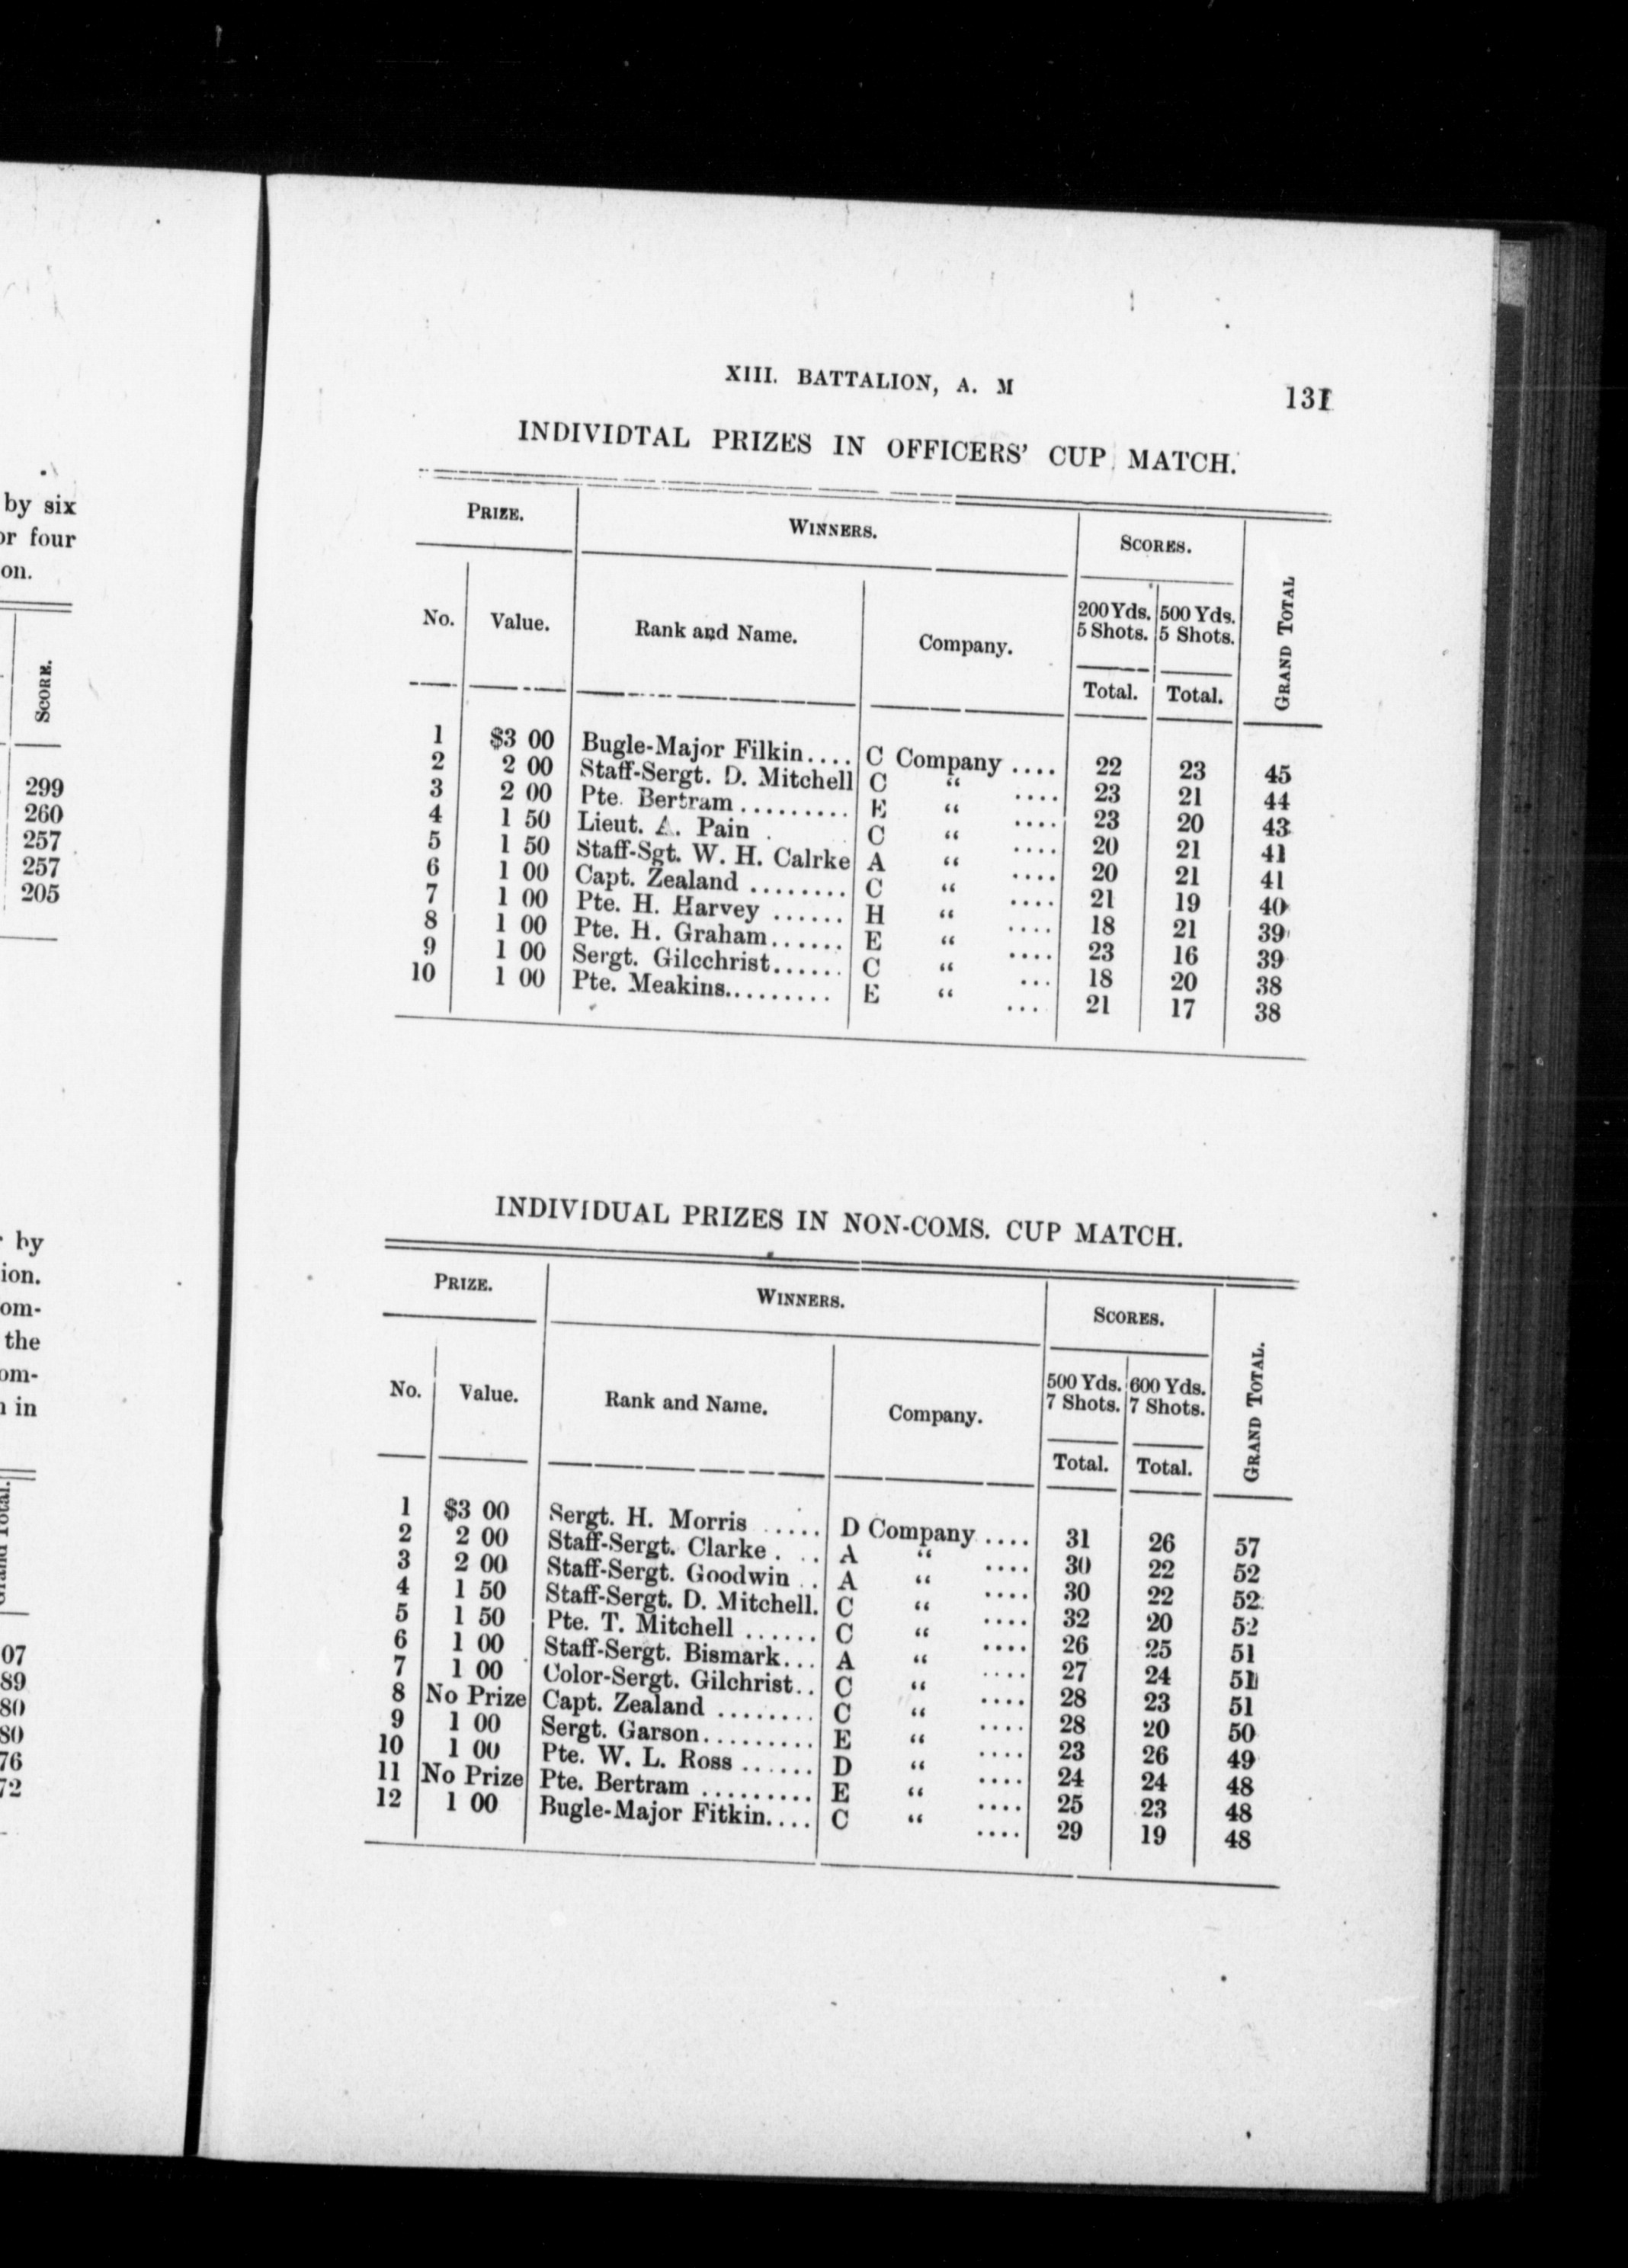 by six
or four
on.
SCORE.
299
260
257
257
205
by
ion.
om-
the
om-
in
Grand Total.
07
89
80
80
76
72
XIII. BATTALION, A. M
131
INDIVIDTAL PRIZES IN OFFICERS' CUP MATCH.
PRIZE. WINNERS. SCORES. GRAND TOTAL
No. Value. Rank and Name. Company. 200 Yds. 5 Shots. 500 Yds. 5 Shots.
Total. Total.
1 $3 00 Bugle-Major Filkin.... C Company .... 22 23 45
2 2 00 Staff-Sergt. D. Mitchell C “ .... 23 21 44
3 2 00 Pte. Bertram .......... E “ .... 23 20 43
4 1 50 Lieut. A. Pain . C “ .... 20 21 41
5 1 50 Staff-Sgt. W. H. Calrke A “ .... 20 21 41
6 1 00 Capt. Zealand ........ C “ .... 21 19 40
7 1 00 Pte. H. Harvey ...... H “ .... 18 21 39
8 1 00 Pte. H. Graham...... E “ .... 23 16 39
9 1 00 Sergt. Gilcchrist...... C “ ... 18 20 38
10 1 00 Pte. Meakins......... E “ ... 21 17 38
INDIVIDUAL PRIZES IN NON-COMS. CUP MATCH.
PRIZE. WINNERS. SCORES. GRAND TOTAL.
No. Value. Rank and Name. Company. 500 Yds. 7 Shots. 600 Yds. 7 Shots.
Total. Total.
1 $3 00 Sergt. H. Morris ..... D Company .... 31 26 57
2 2 00 Staff-Sergt. Clarke . .. A “ .... 30 22 52
3 2 00 Staff-Sergt. Goodwin .. A “ .... 30 22 52
4 1 50 Staff-Sergt. D. Mitchell. C “ .... 32 20 52
5 1 50 Pte. T. Mitchell ...... C “ .... 26 25 51
6 1 00 Staff-Sergt. Bismark... A “ .... 27 24 51
7 1 00 Color-Sergt. Gilchrist.. C “ .... 28 23 51
8 No Prize Capt. Zealand ........ C “ .... 28 20 50
9 1 00 Sergt. Garson......... E “ .... 23 26 49
10 1 00 Pte. W. L. Ross ...... D “ .... 24 24 48
11 No Prize Pte. Bertram ......... E “ .... 25 23 48
12 1 00 Bugle-Major Fitkin.... C “ .... 29 19 48